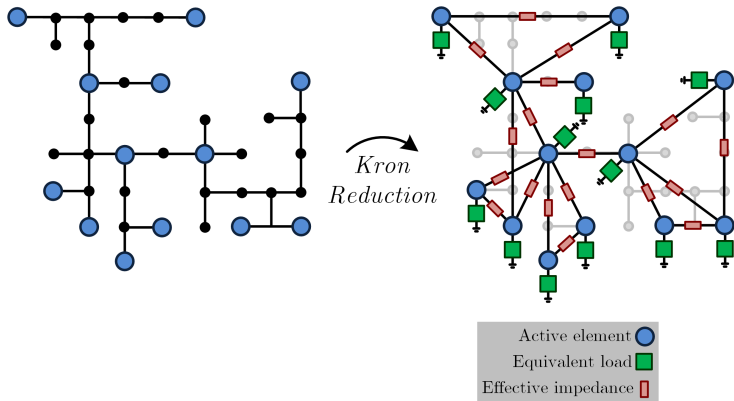 Kron
Reduction
Active element
Equivalent load
Effective impedance